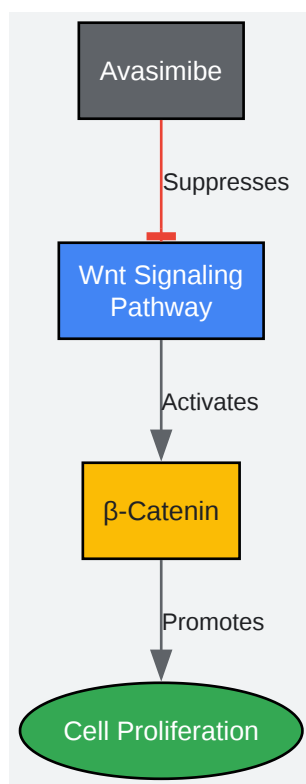 Avasimibe
Suppresses
Wnt Signaling
Pathway
Activates
β-Catenin
Promotes
Cell Proliferation